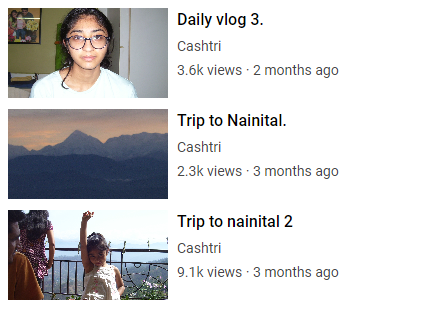 Daily vlog 3.
Cashtri
3.6k views · 2 months ago
Trip to Nainital.
Cashtri
2.3k views · 3 months ago
Trip to nainital 2
Cashtri
9.1k views · 3 months ago